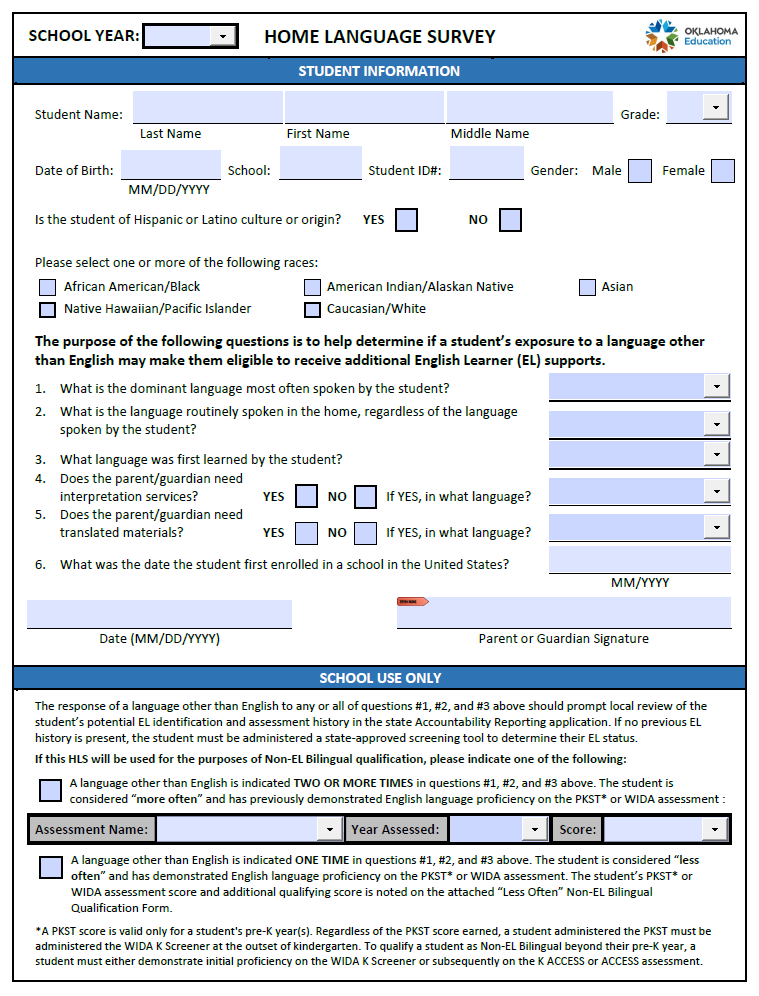 SCHOOL YEAR: HOME LANGUAGE SURVEY OKLAHOMA Education
STUDENT INFORMATION
Student Name: Grade:
Last Name First Name Middle Name
Date of Birth: School: Student ID#: Gender: Male Female
MM/DD/YYYY
Is the student of Hispanic or Latino culture or origin? YES NO
Please select one or more of the following races:
African American/Black American Indian/Alaskan Native Asian
Native Hawaiian/Pacific Islander Caucasian/White
The purpose of the following questions is to help determine if a student's exposure to a language other
than English may make them eligible to receive additional English Learner (EL) supports.
1. What is the dominant language most often spoken by the student?
2. What is the language routinely spoken in the home, regardless of the language
spoken by the student?
3. What language was first learned by the student?
4. Does the parent/guardian need
interpretation services? YES NO If YES, in what language?
5. Does the parent/guardian need
translated materials? YES NO If YES, in what language?
6. What was the date the student first enrolled in a school in the United States?
MM/YYYY
Date (MM/DD/YYYY) Parent or Guardian Signature
SCHOOL USE ONLY
The response of a language other than English to any or all of questions #1, #2, and #3 above should prompt local review of the
student's potential EL identification and assessment history in the state Accountability Reporting application. If no previous EL
history is present, the student must be administered a state-approved screening tool to determine their EL status.
If this HLS will be used for the purposes of Non-EL Bilingual qualification, please indicate one of the following:
A language other than English is indicated TWO OR MORE TIMES in questions #1, #2, and #3 above. The student is
considered "more often" and has previously demonstrated English language proficiency on the PKST* or WIDA assessment :
Assessment Name: Year Assessed: Score:
A language other than English is indicated ONE TIME in questions #1, #2, and #3 above. The student is considered "less
often" and has demonstrated English language proficiency on the PKST* or WIDA assessment. The student's PKST* or
WIDA assessment score and additional qualifying score is noted on the attached "Less Often" Non-EL Bilingual
Qualification Form.
*A PKST score is valid only for a student's pre-K year(s). Regardless of the PKST score earned, a student administered the PKST must be
administered the WIDA K Screener at the outset of kindergarten. To qualify a student as Non-EL Bilingual beyond their pre-K year, a
student must either demonstrate initial proficiency on the WIDA K Screener or subsequently on the K ACCESS or ACCESS assessment.